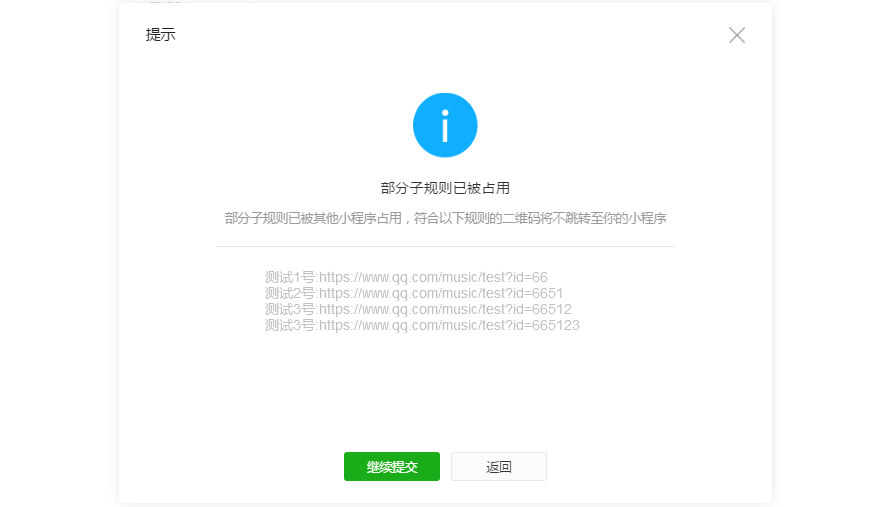 提示
部分子规则已被占用
部分子规则已被其他小程序占用，符合以下规则的二维码将不跳转至你的小程序
测试1号:https://www.qq.com/music/test?id=66
测试2号:https://www.qq.com/music/test?id=6651
测试3号:https://www.qq.com/music/test?id=66512
测试3号:https://www.qq.com/music/test?id=665123
继续提交
返回